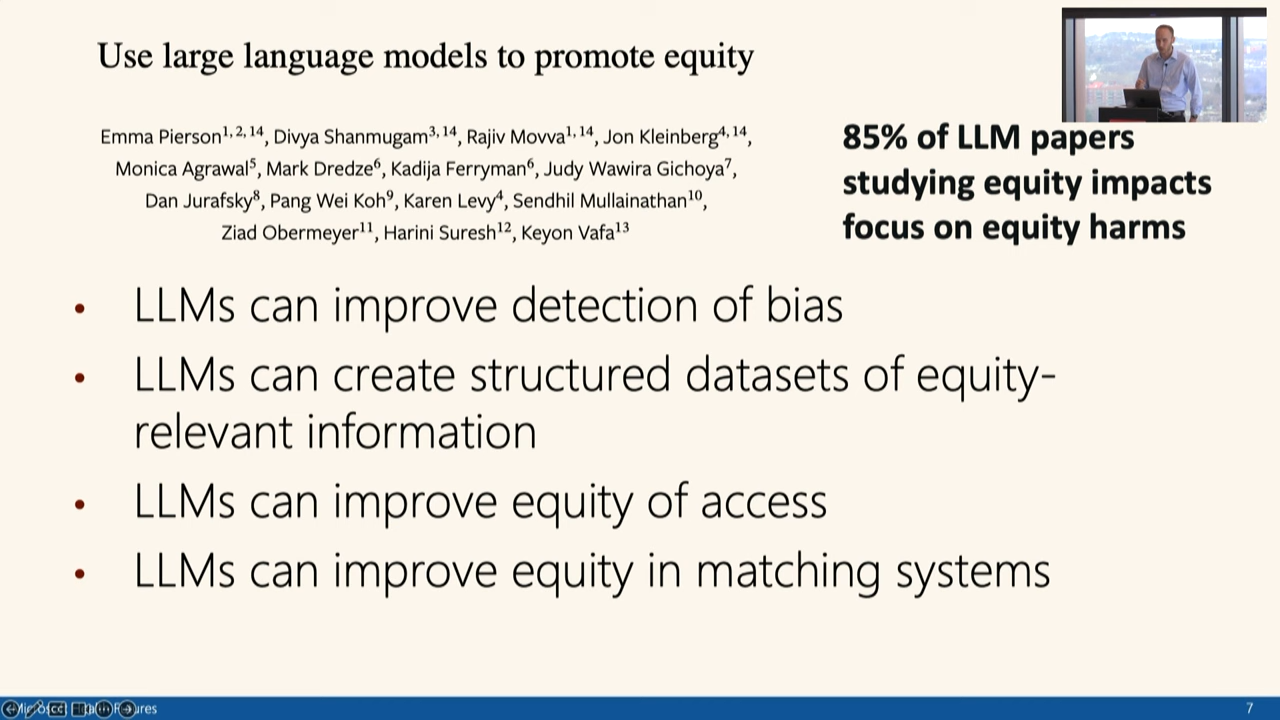 Use large language models to promote equity
Emma Pierson1,2,14, Divya Shanmugam3,14, Rajiv Movva1,14, Jon Kleinberg4,14,
Monica Agrawal5, Mark Dredze6, Kadija Ferryman6, Judy Wawira Gichoya7,
Dan Jurafsky8, Pang Wei Koh9, Karen Levy4, Sendhil Mullainathan10,
Ziad Obermeyer11, Harini Suresh12, Keyon Vafa13
85% of LLM papers
studying equity impacts
focus on equity harms
• LLMs can improve detection of bias
• LLMs can create structured datasets of equity-
relevant information
• LLMs can improve equity of access
• LLMs can improve equity in matching systems
7